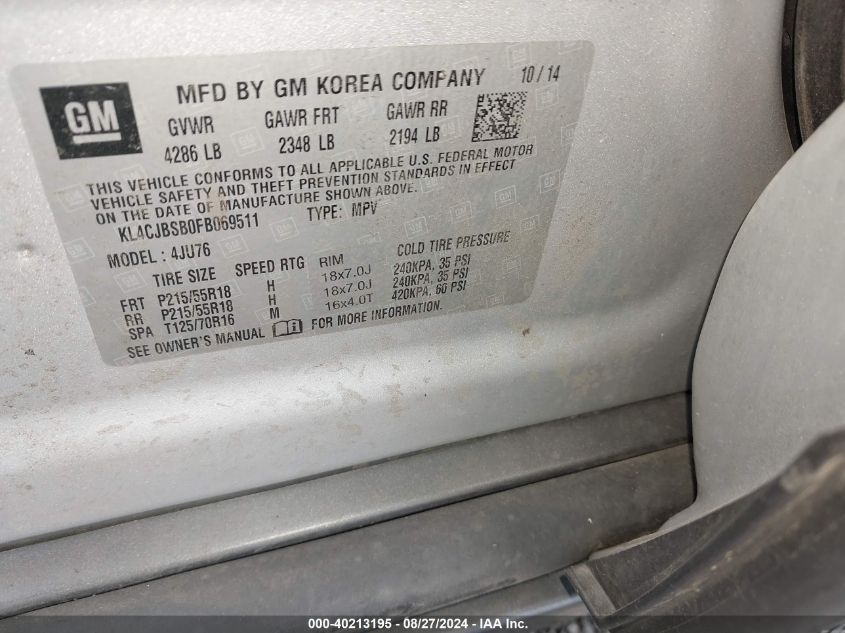 GM
MFD BY GM KOREA COMPANY 10/14
GVWR GAWR FRT GAWR RR
4286 LB 2348 LB 2194 LB
THIS VEHICLE CONFORMS TO ALL APPLICABLE U.S. FEDERAL MOTOR
VEHICLE SAFETY AND THEFT PREVENTION STANDARDS IN EFFECT
ON THE DATE OF MANUFACTURE SHOWN ABOVE.
KL4CJBSB0FB069511 TYPE: MPV
MODEL: 4JU76
TIRE SIZE SPEED RTG RIM COLD TIRE PRESSURE
FRT P215/55R18 H 18x7.0J 240KPA, 35 PSI
RR P215/55R18 H 18x7.0J 240KPA, 35 PSI
SPA T125/70R16 M 16x4.0T 420KPA, 60 PSI
SEE OWNER'S MANUAL FOR MORE INFORMATION.
000-40213195 - 08/27/2024 - IAA Inc.